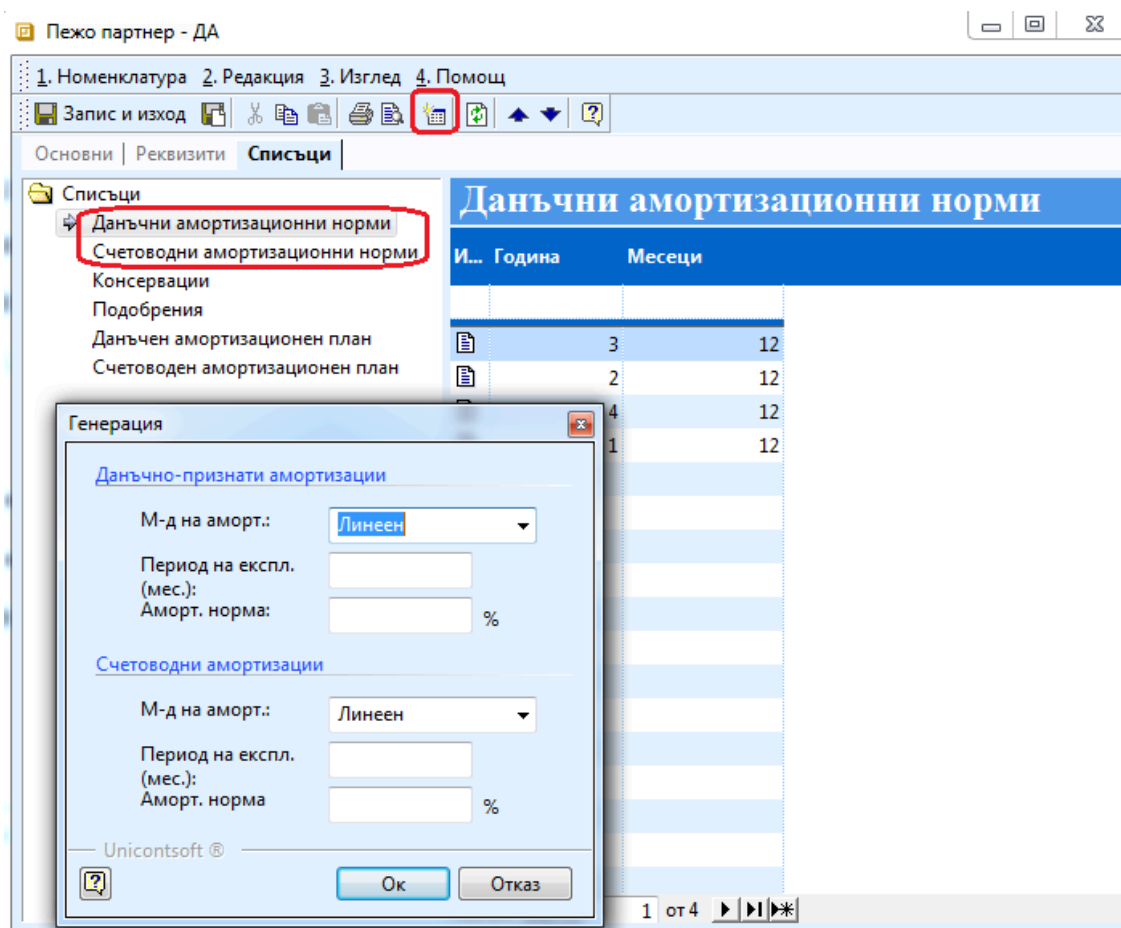 Пежо партнер - ДА
1. Номенклатура 2. Редакция 3. Изглед 4. Помощ
Запис и изход
Основни Реквизити Списъци
Списъци
Данъчни амортизационни норми
Счетоводни амортизационни норми
Консервации
Подобрения
Данъчен амортизационен план
Счетоводен амортизационен план
Данъчни амортизационни норми
И... Година Месеци
3 12
2 12
4 12
1 12
Генерация
Данъчно-признати амортизации
М-д на аморт.: Линеен
Период на експл.
(мес.):
Аморт. норма: %
Счетоводни амортизации
М-д на аморт.: Линеен
Период на експл.
(мес.):
Аморт. норма %
Unicontsoft ®
Ок Отказ
1 от 4